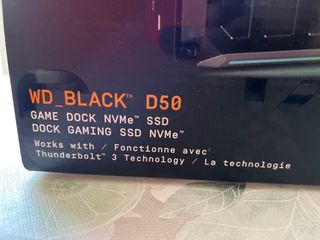 WD_BLACK™ D50
GAME DOCK NVMe™ SSD
DOCK GAMING SSD NVMe™
Works with / Fonctionne avec
Thunderbolt™ 3 Technology / La technologie